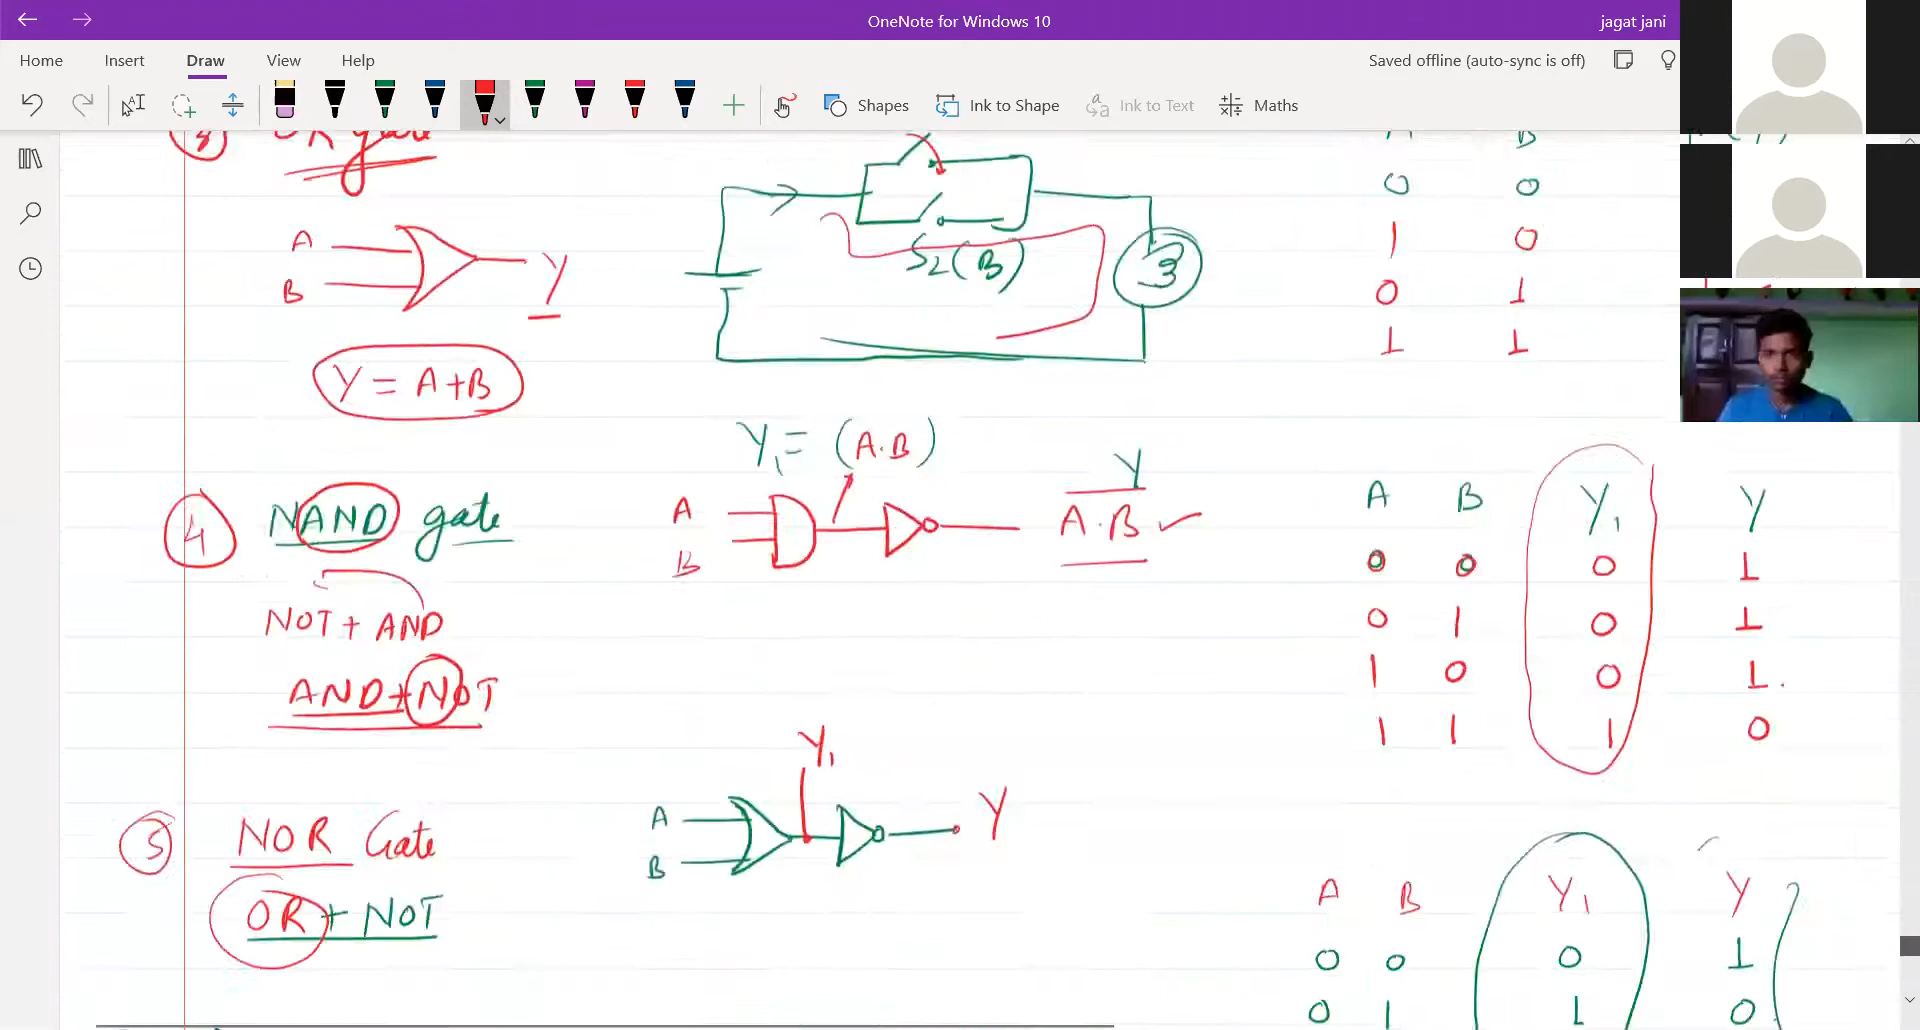 OneNote for Windows 10
jagat jani
Home Insert Draw View Help
Saved offline (auto-sync is off)
Shapes Ink to Shape Ink to Text Maths
OR gate
A
B
Y
Y = A+B
S2(B)
3
B
0 0
1 0
0 1
1 1
4 NAND gate
NOT + AND
AND + NOT
Y1 = (A.B)
A
B
Y
A.B ✓
A B Y1 Y
0 0 0 1
0 1 0 1
1 0 0 1.
1 1 1 0
5 NOR Gate
OR + NOT
A
B
Y1
Y
A B Y1 Y
0 0 0 1
0 1 1 0